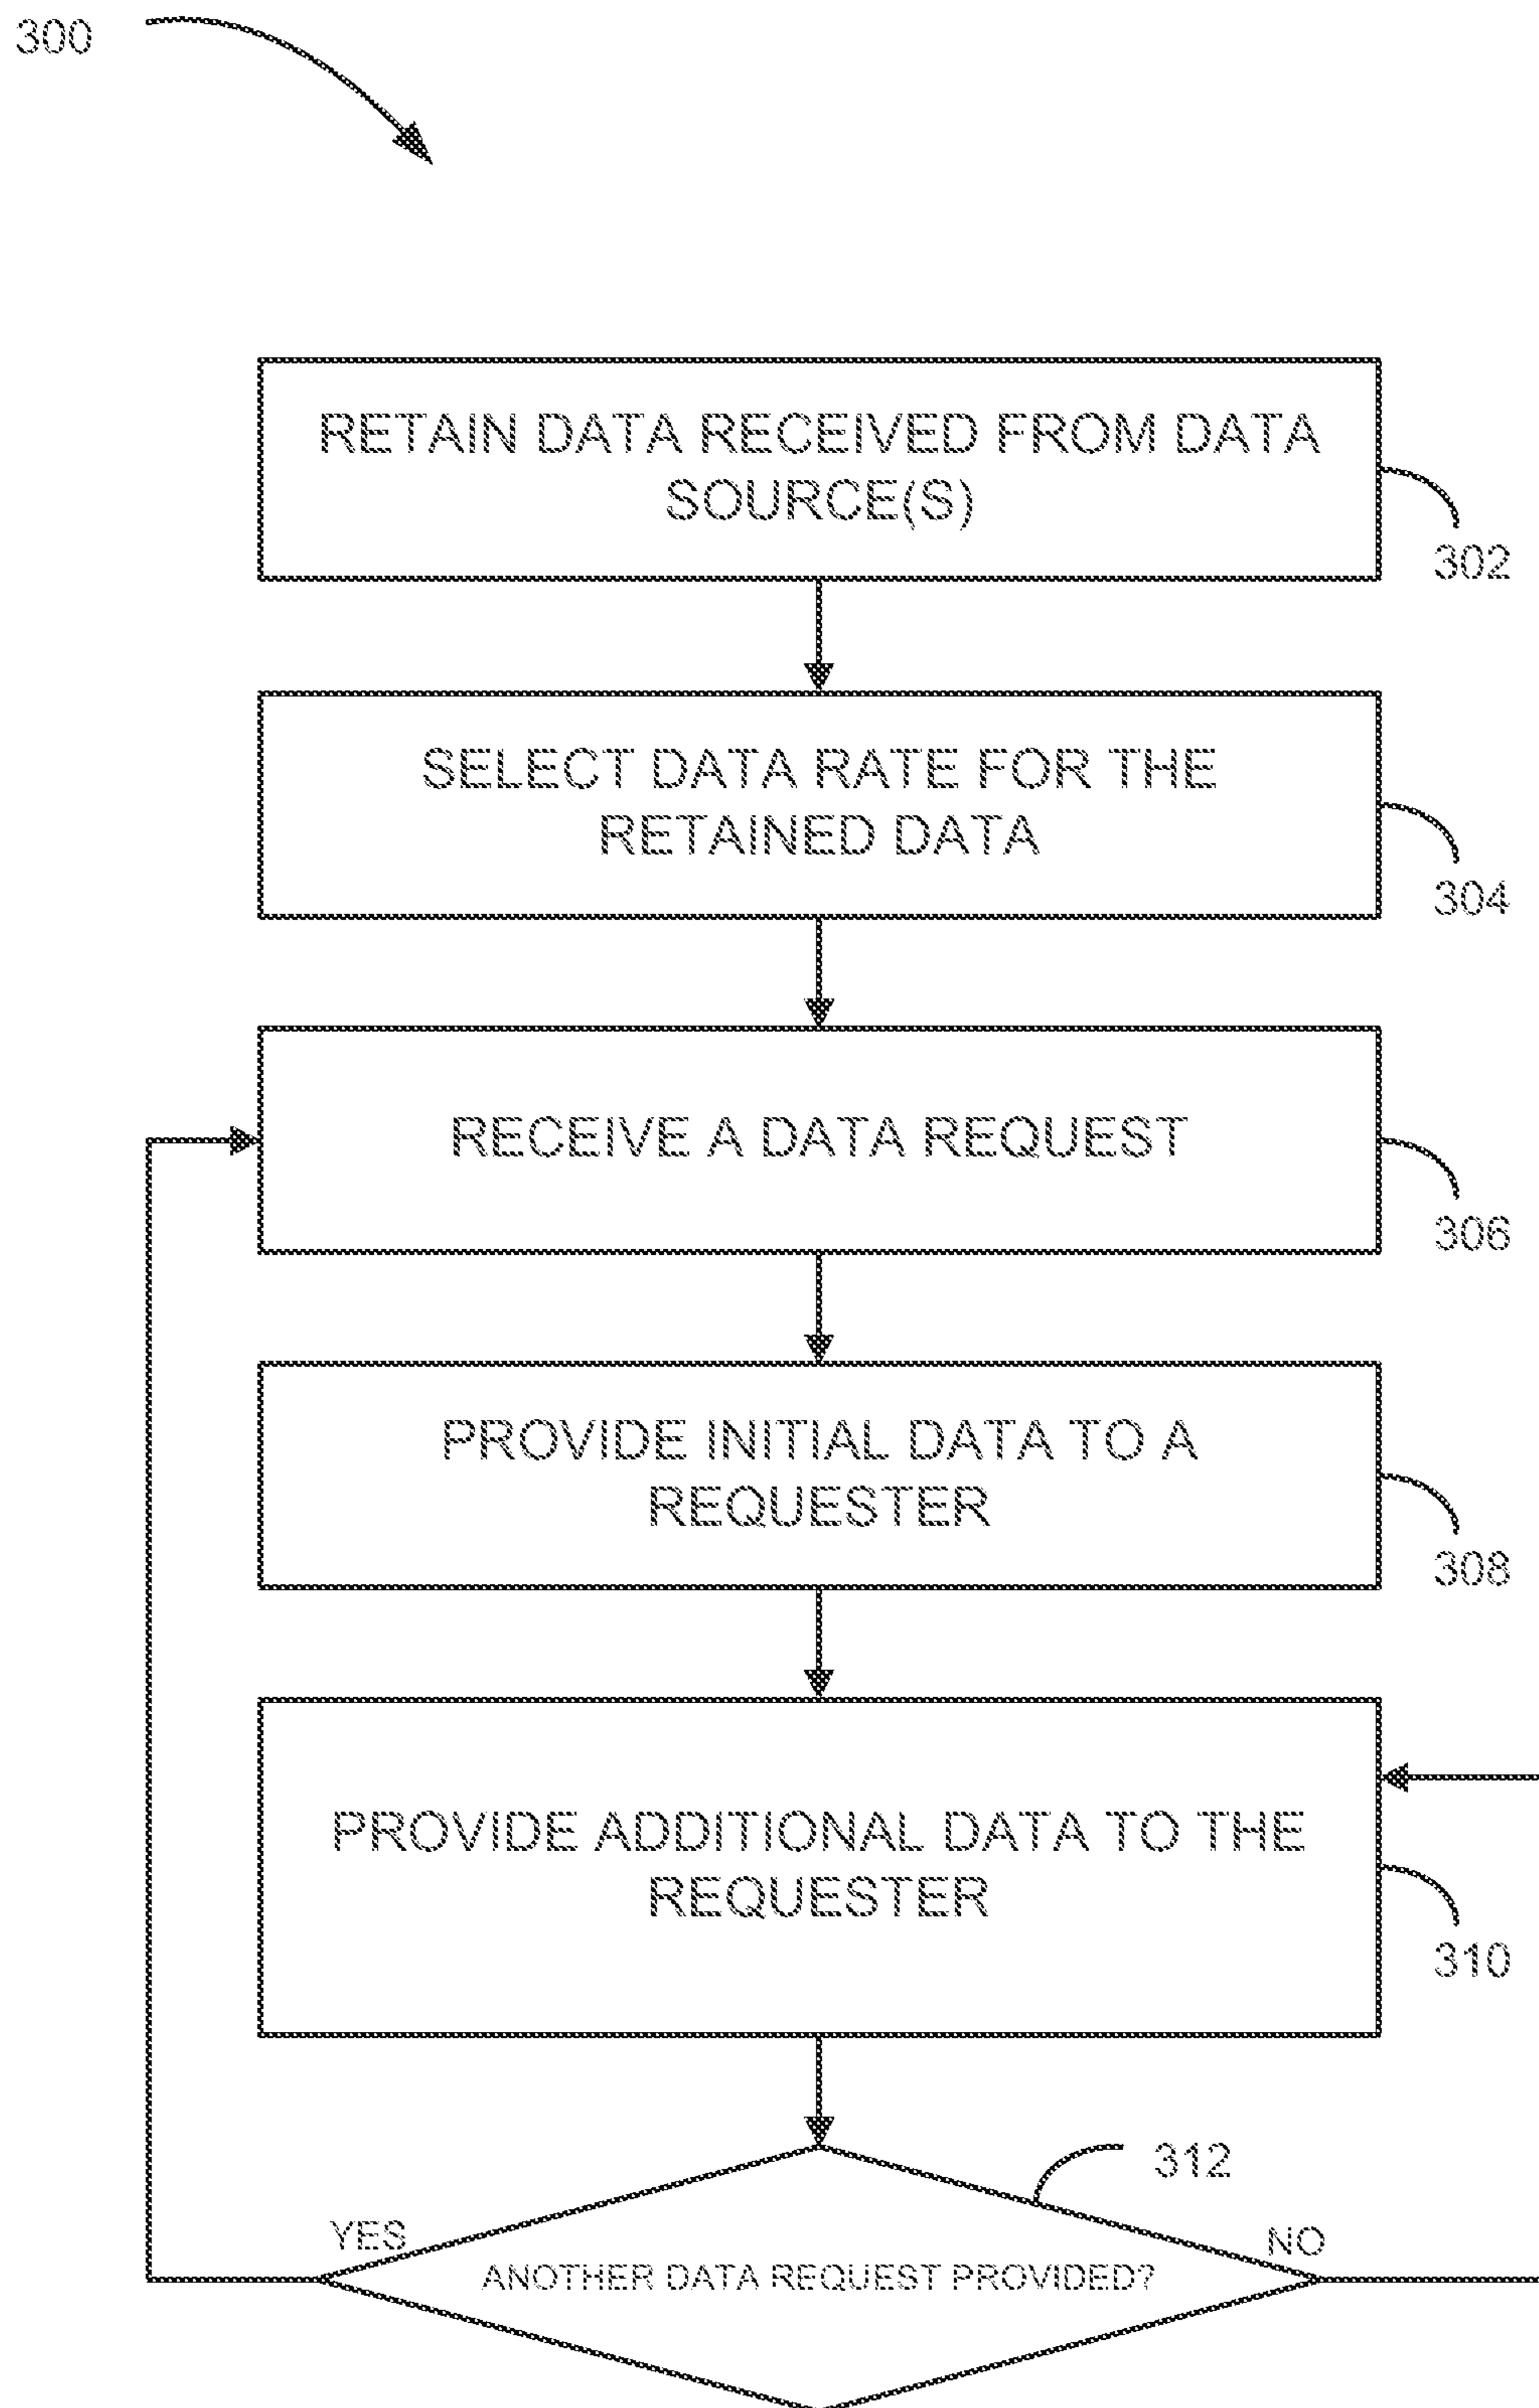 300
RETAIN DATA RECEIVED FROM DATA
SOURCE(S)
302
SELECT DATA RATE FOR THE
RETAINED DATA
304
RECEIVE A DATA REQUEST
306
PROVIDE INITIAL DATA TO A
REQUESTER
308
PROVIDE ADDITIONAL DATA TO THE
REQUESTER
310
312
YES
NO
ANOTHER DATA REQUEST PROVIDED?